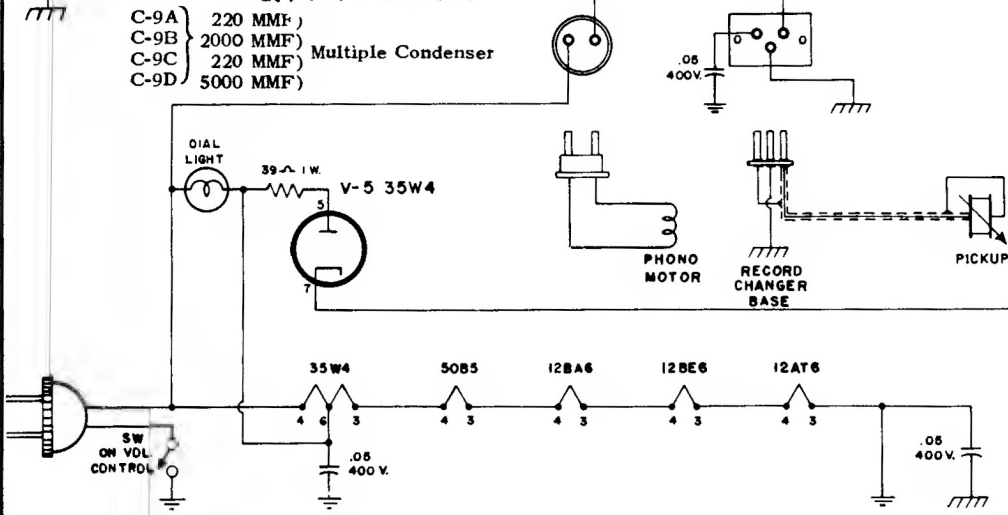 C-9A 220 MMF)
C-9B 2000 MMF)
C-9C 220 MMF) Multiple Condenser
C-9D 5000 MMF)
.05
400V.
DIAL
LIGHT
39Ω 1 W.
V-5 35W4
5
7
PHONO
MOTOR
RECORD
CHANGER
BASE
PICKUP
35W4 50B5 12BA6 12BE6 12AT6
4 6 3 4 3 4 3 4 3 4 3
SW
ON VOL.
CONTROL
.05
400V.
.05
400V.